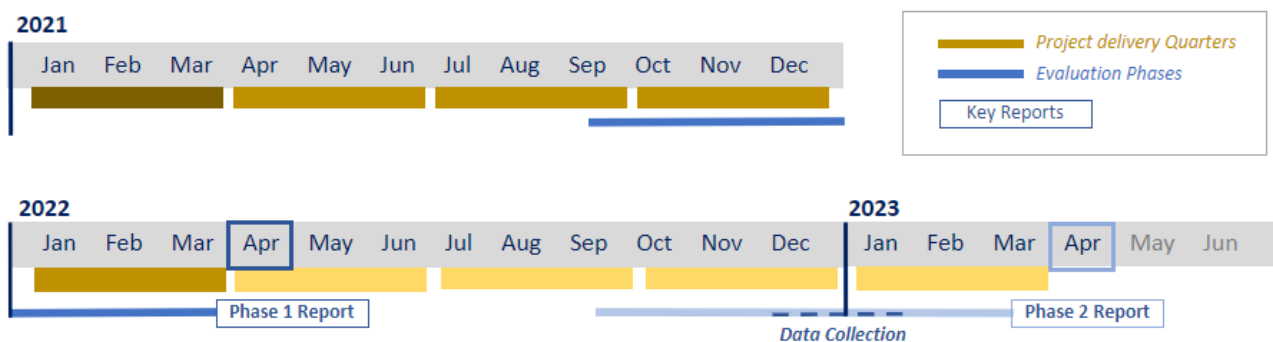 2021
Jan Feb Mar Apr May Jun Jul Aug Sep Oct Nov Dec
Project delivery Quarters
Evaluation Phases
Key Reports
2022 2023
Jan Feb Mar Apr May Jun Jul Aug Sep Oct Nov Dec Jan Feb Mar Apr May Jun
Phase 1 Report Phase 2 Report
Data Collection